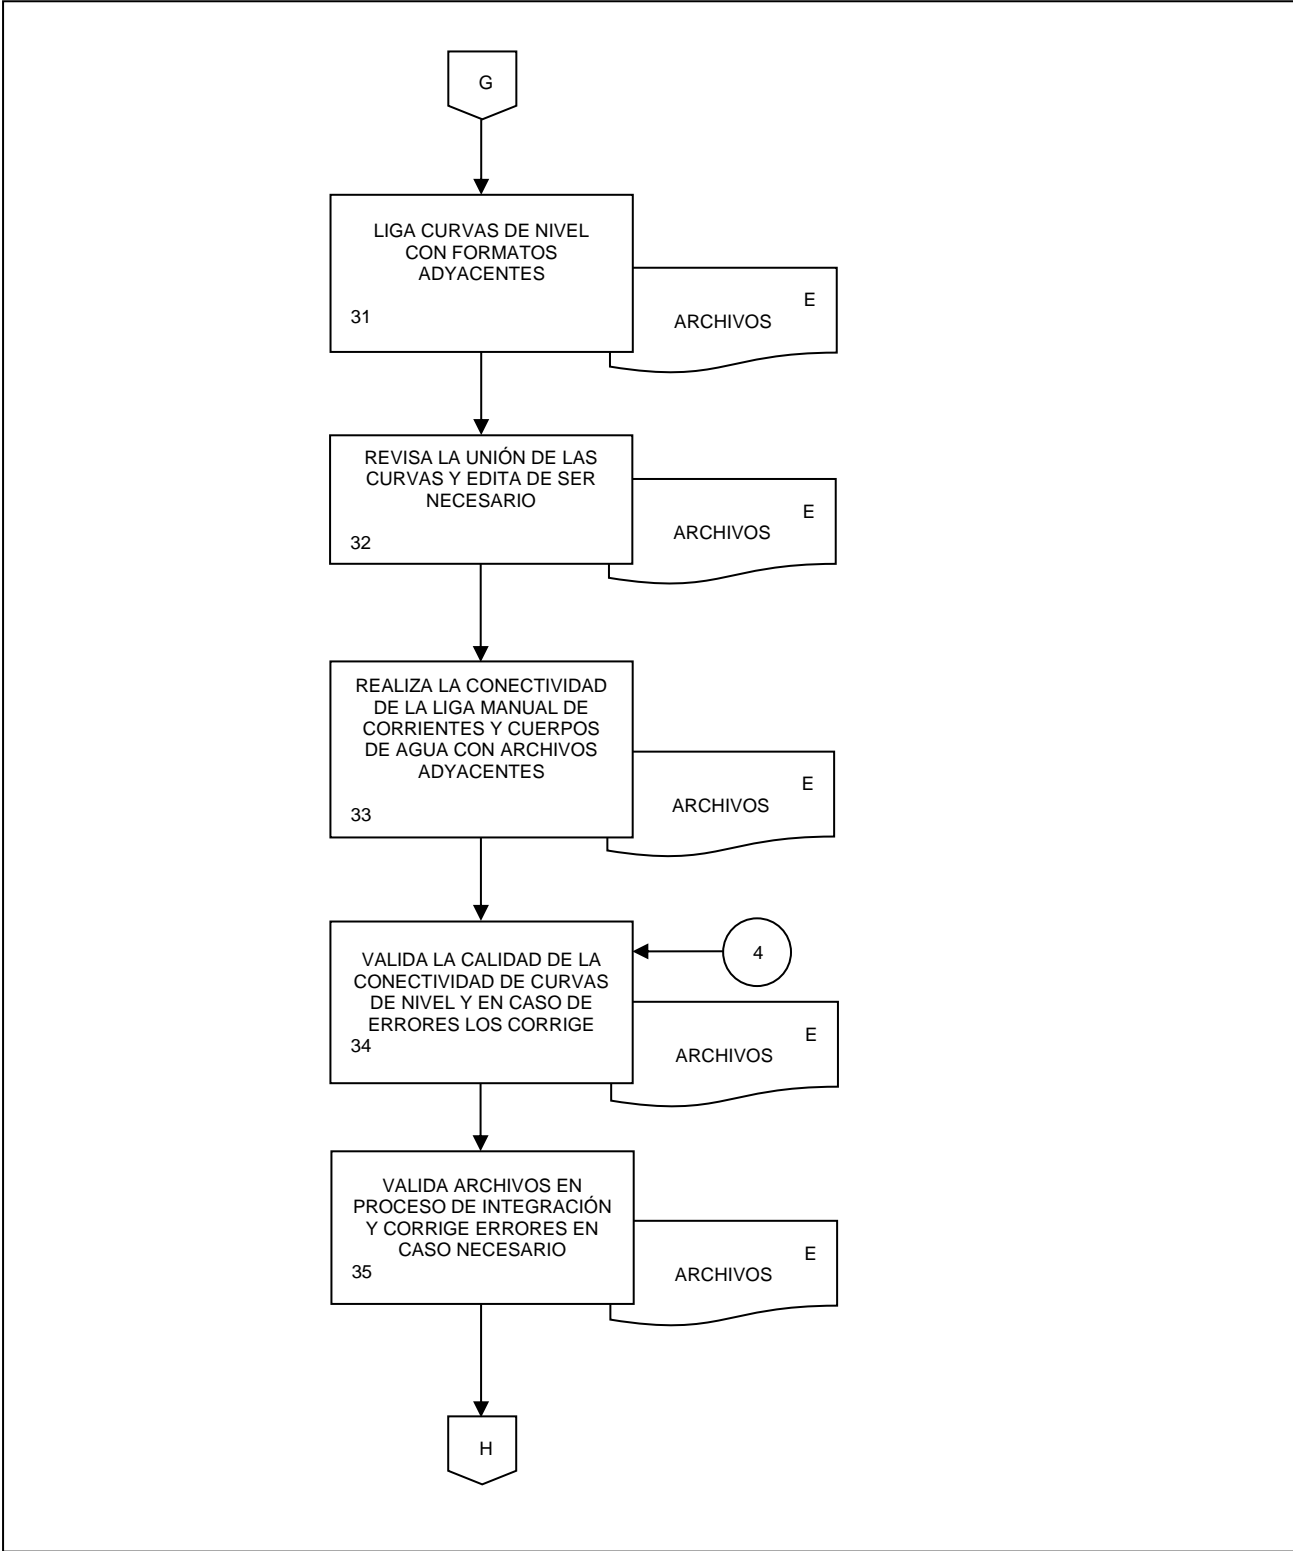 G
LIGA CURVAS DE NIVEL
CON FORMATOS
ADYACENTES
31
E
ARCHIVOS
REVISA LA UNIÓN DE LAS
CURVAS Y EDITA DE SER
NECESARIO
32
E
ARCHIVOS
REALIZA LA CONECTIVIDAD
DE LA LIGA MANUAL DE
CORRIENTES Y CUERPOS
DE AGUA CON ARCHIVOS
ADYACENTES
33
E
ARCHIVOS
4
VALIDA LA CALIDAD DE LA
CONECTIVIDAD DE CURVAS
DE NIVEL Y EN CASO DE
ERRORES LOS CORRIGE
34
E
ARCHIVOS
VALIDA ARCHIVOS EN
PROCESO DE INTEGRACIÓN
Y CORRIGE ERRORES EN
CASO NECESARIO
35
E
ARCHIVOS
H